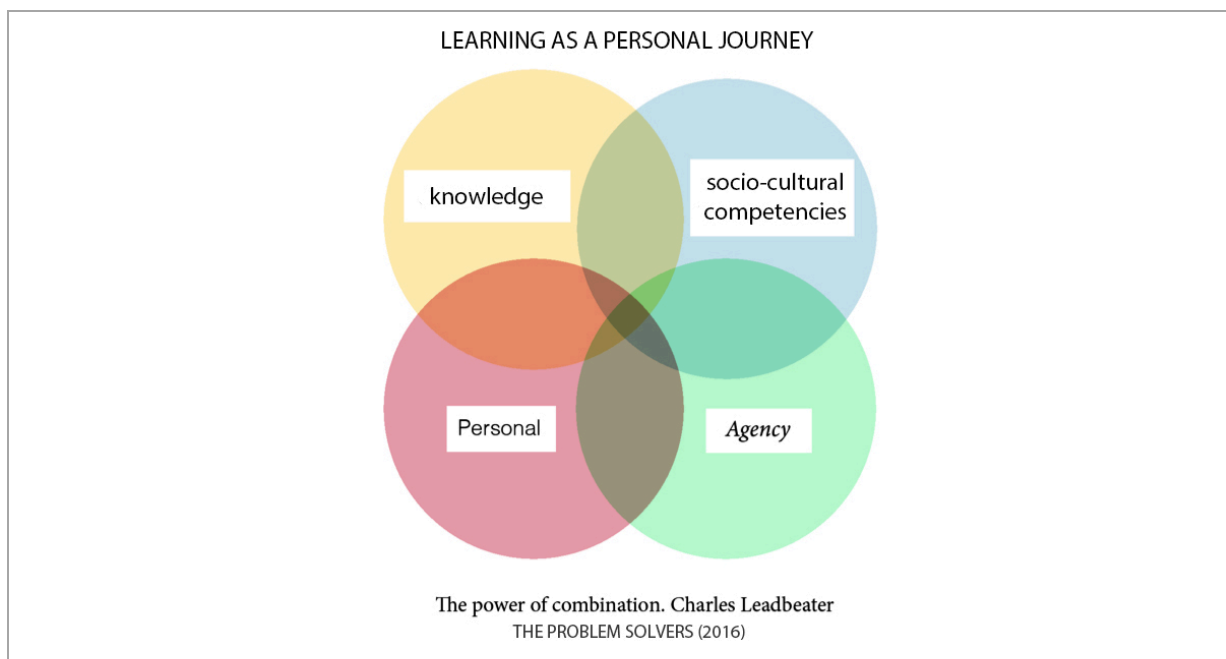 LEARNING AS A PERSONAL JOURNEY
knowledge
socio-cultural
competencies
Personal
Agency
The power of combination. Charles Leadbeater
THE PROBLEM SOLVERS (2016)